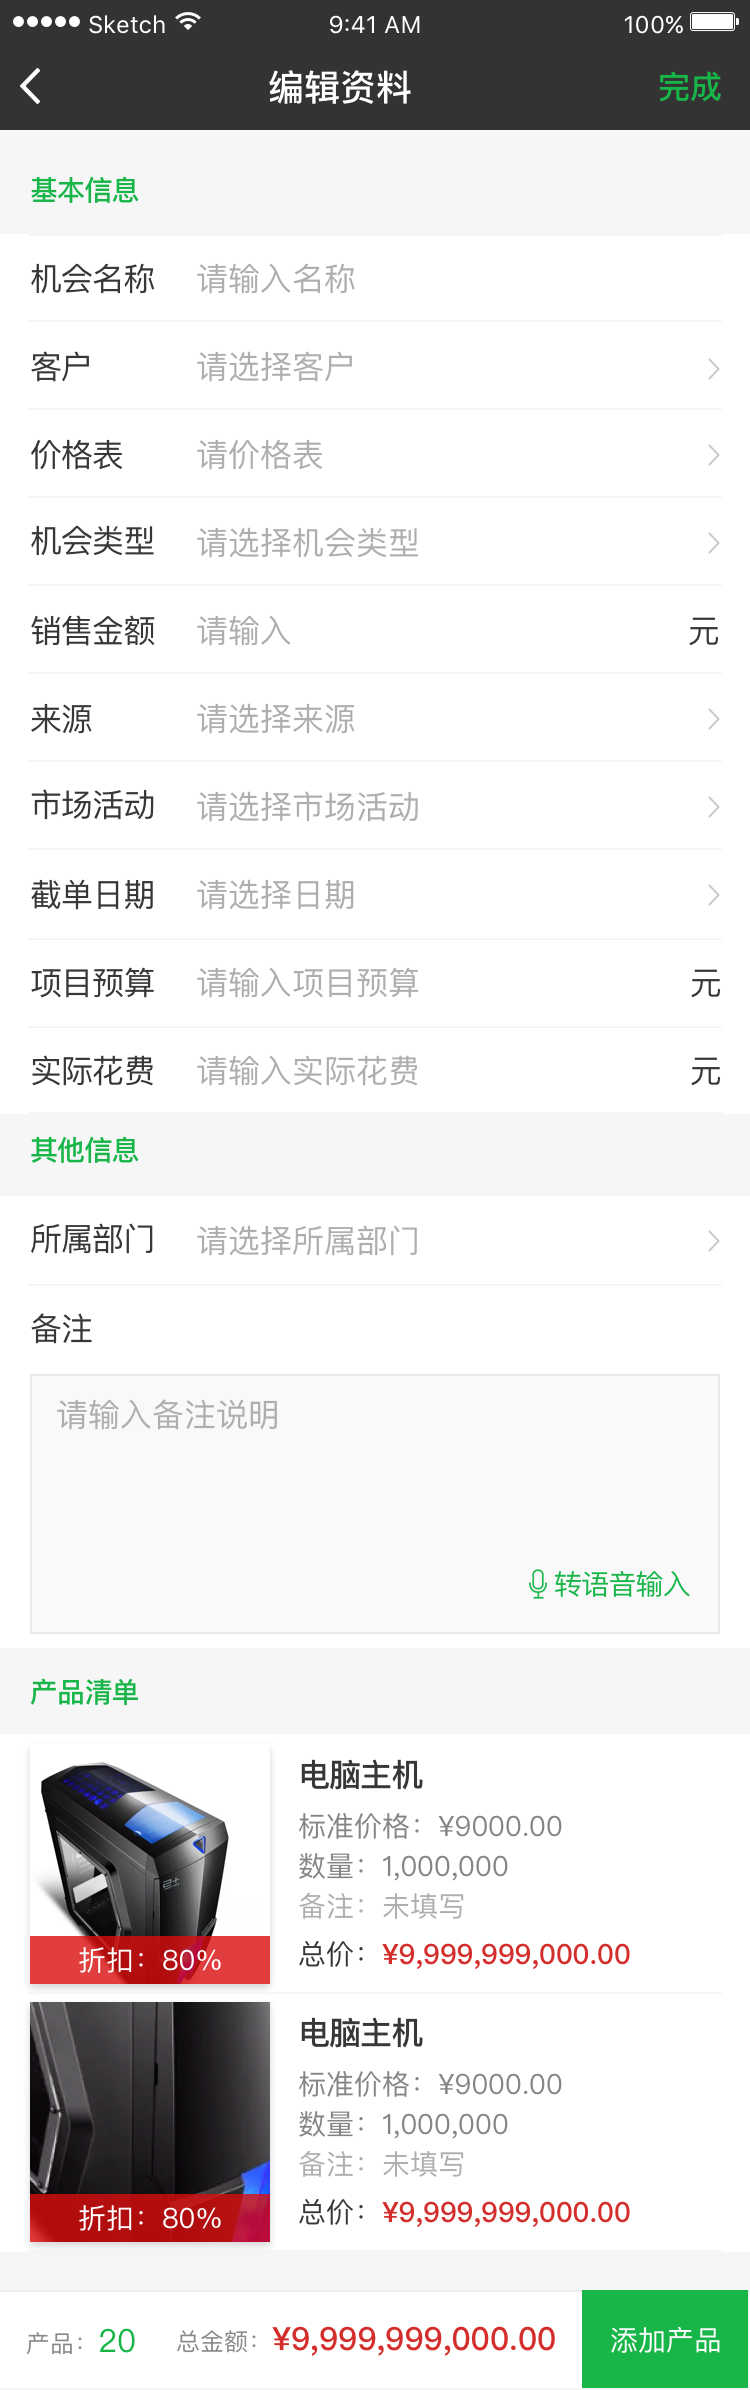 Sketch 9:41 AM 100%
编辑资料 完成
基本信息
机会名称 请输入名称
客户 请选择客户
价格表 请价格表
机会类型 请选择机会类型
销售金额 请输入 元
来源 请选择来源
市场活动 请选择市场活动
截单日期 请选择日期
项目预算 请输入项目预算 元
实际花费 请输入实际花费 元
其他信息
所属部门 请选择所属部门
备注
请输入备注说明
转语音输入
产品清单
电脑主机
标准价格：¥9000.00
数量：1,000,000
备注：未填写
总价：¥9,999,999,000.00
折扣：80%
电脑主机
标准价格：¥9000.00
数量：1,000,000
备注：未填写
总价：¥9,999,999,000.00
折扣：80%
产品：20 总金额：¥9,999,999,000.00 添加产品